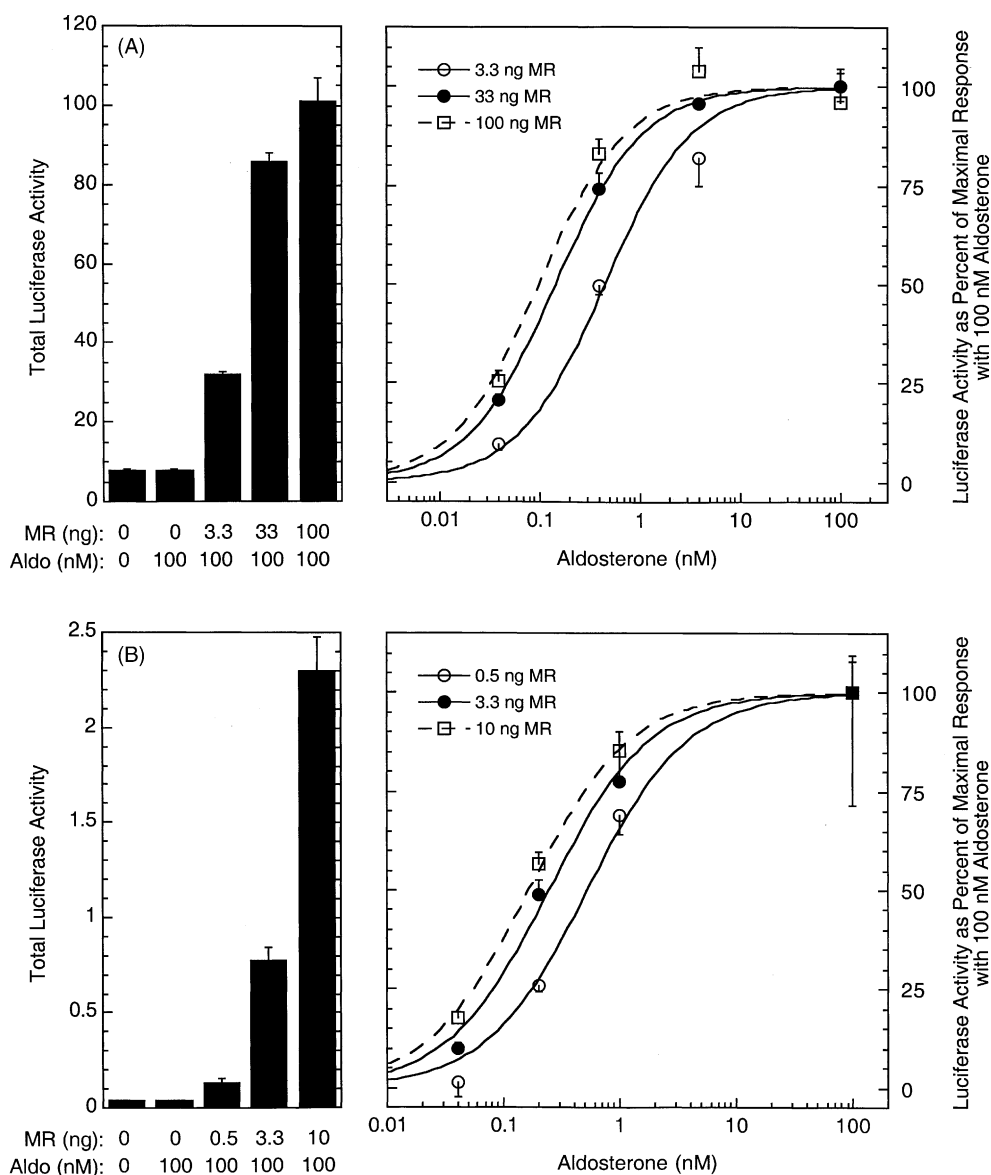 (A)
Total Luciferase Activity
120
100
80
60
40
20
0
MR (ng): 0 0 3.3 33 100
Aldo (nM): 0 100 100 100 100
3.3 ng MR
33 ng MR
100 ng MR
100
75
50
25
0
Luciferase Activity as Percent of Maximal Response
with 100 nM Aldosterone
0.01 0.1 1 10 100
Aldosterone (nM)
(B)
Total Luciferase Activity
2.5
2
1.5
1
0.5
0
MR (ng): 0 0 0.5 3.3 10
Aldo (nM): 0 100 100 100 100
0.5 ng MR
3.3 ng MR
10 ng MR
100
75
50
25
0
Luciferase Activity as Percent of Maximal Response
with 100 nM Aldosterone
0.01 0.1 1 10 100
Aldosterone (nM)